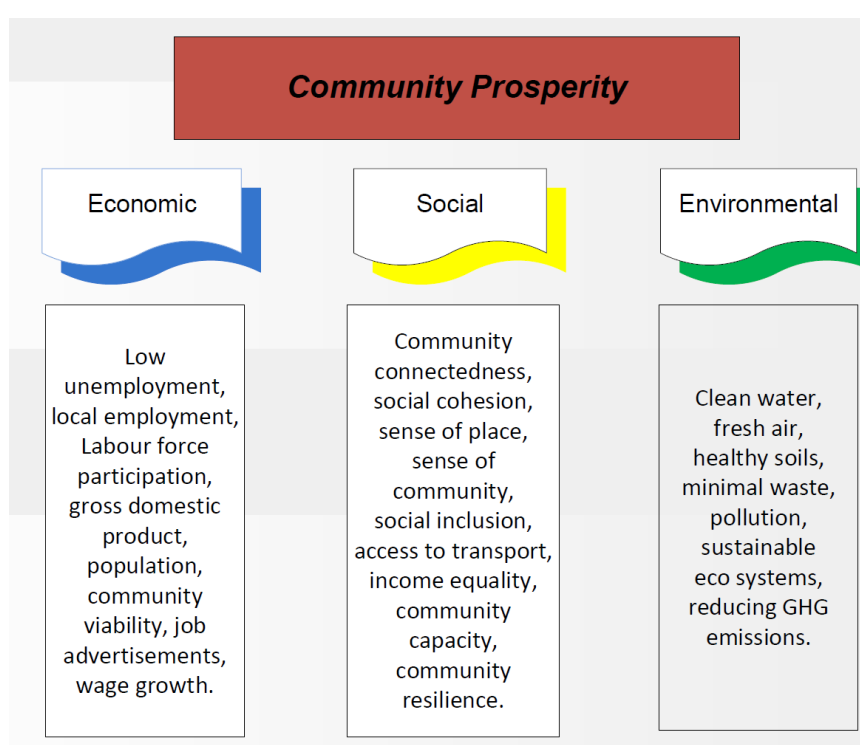 Community Prosperity
Economic
Low
unemployment,
local employment,
Labour force
participation,
gross domestic
product,
population,
community
viability, job
advertisements,
wage growth.
Social
Community
connectedness,
social cohesion,
sense of place,
sense of
community,
social inclusion,
access to transport,
income equality,
community
capacity,
community
resilience.
Environmental
Clean water,
fresh air,
healthy soils,
minimal waste,
pollution,
sustainable
eco systems,
reducing GHG
emissions.